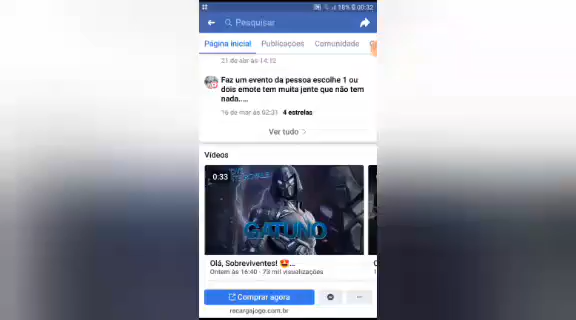 18% 00:32
Pesquisar
Página inicial Publicações Comunidade
21 de abr às 14:12
Faz um evento da pessoa escolhe 1 ou
dois emote tem muita jente que não tem
nada.....
16 de mar às 02:31 4 estrelas
Ver tudo
Vídeos
0:33
GATUNO
Olá, Sobreviventes! 🤩...
Ontem às 16:40 · 73 mil visualizações
Comprar agora
recargajogo.com.br